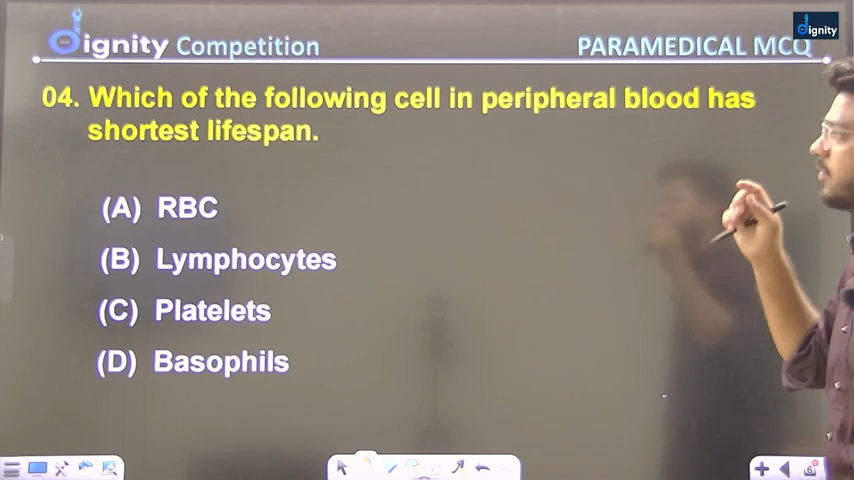 dignity Competition
PARAMEDICAL MCQ
dignity
04. Which of the following cell in peripheral blood has
shortest lifespan.
(A) RBC
(B) Lymphocytes
(C) Platelets
(D) Basophils